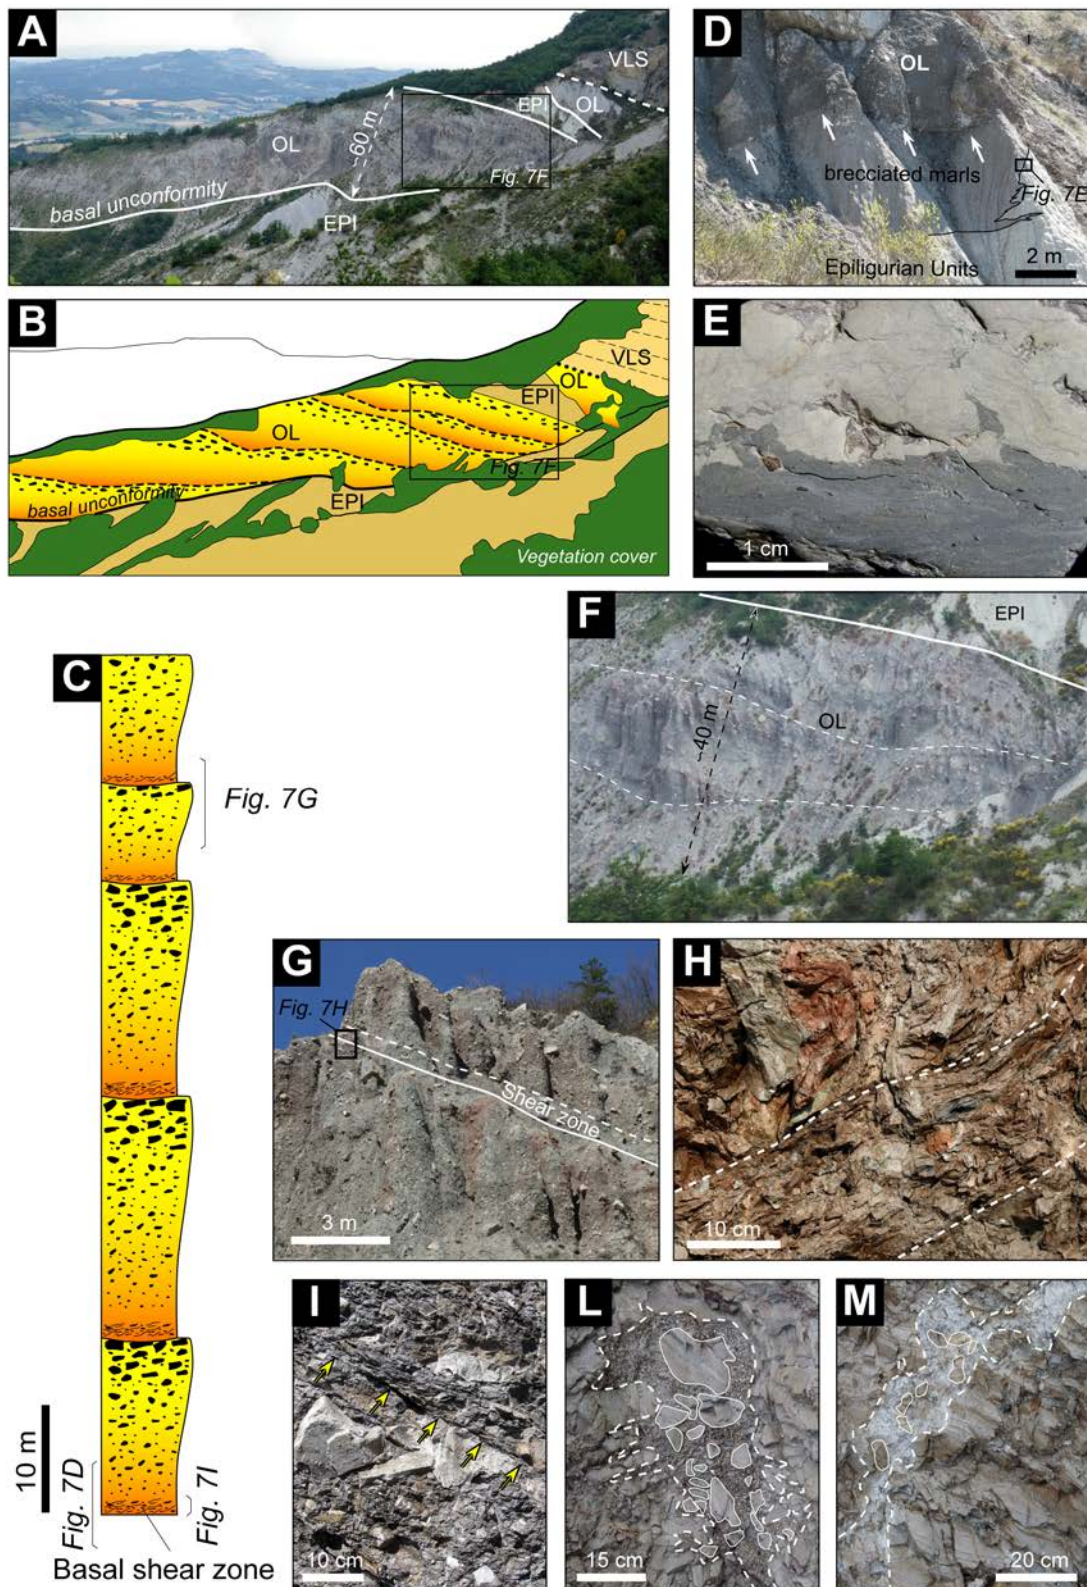 A
VLS
EPI
OL
OL
~60 m
Fig. 7F
basal unconformity
EPI
D
OL
brecciated marls
Fig. 7E
Epiligurian Units
2 m
B
VLS
OL
EPI
OL
Fig. 7F
basal unconformity
EPI
Vegetation cover
E
1 cm
C
Fig. 7G
10 m
Fig. 7D
Fig. 7I
Basal shear zone
F
EPI
OL
~40 m
G
Fig. 7H
Shear zone
3 m
H
10 cm
I
10 cm
L
15 cm
M
20 cm